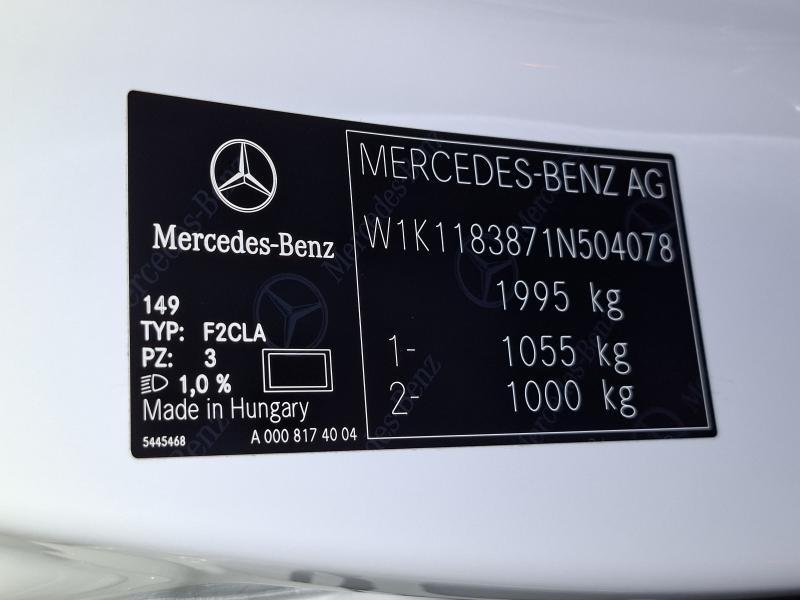 Mercedes-Benz
149
TYP: F2CLA
PZ: 3
1,0 %
Made in Hungary
5445468 A 000 817 40 04
MERCEDES-BENZ AG
W1K1183871N504078
1995 kg
1- 1055 kg
2- 1000 kg